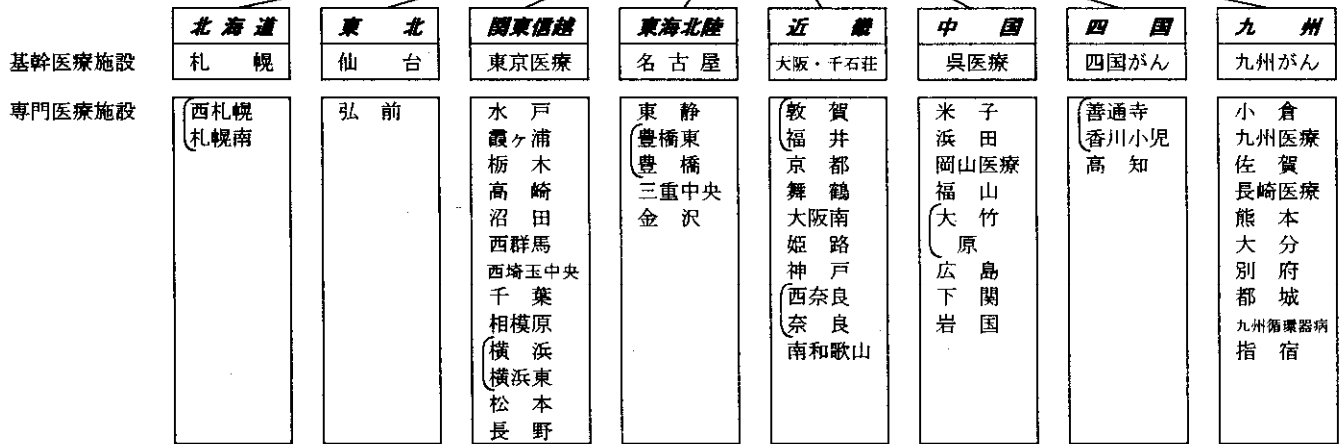 北海道 東北 関東信越 東海北陸 近畿 中国 四国 九州
基幹医療施設 札幌 仙台 東京医療 名古屋 大阪・千石荘 呉医療 四国がん 九州がん
専門医療施設 西札幌 弘前 水戸 東静 敦賀 米子 善通寺 小倉
札幌南 霞ヶ浦 豊橋東 福井 浜田 香川小児 九州医療
栃木 豊橋 京都 岡山医療 高知 佐賀
高崎 三重中央 舞鶴 福山 長崎医療
沼田 金沢 大阪南 大竹 熊本
西群馬 姫路 原 大分
西埼玉中央 神戸 広島 別府
千葉 西奈良 下関 都城
相模原 奈良 岩国 九州循環器病
横浜 南和歌山 指宿
横浜東
松本
長野